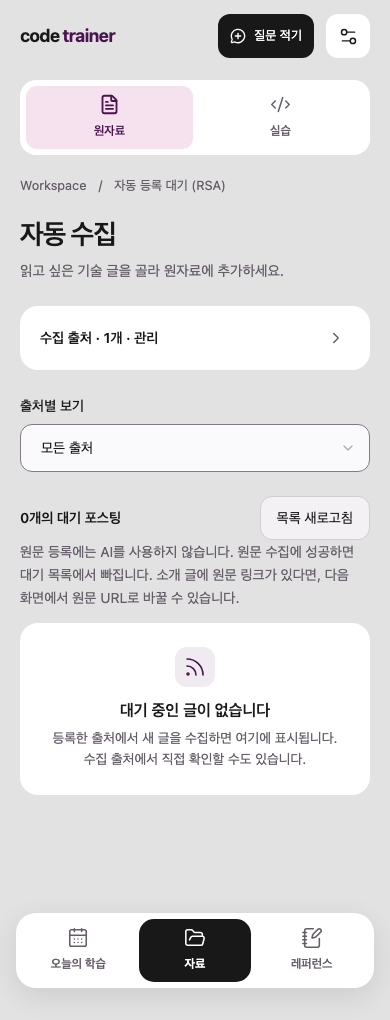 code trainer
질문 적기
원자료
실습
Workspace / 자동 등록 대기 (RSA)
자동 수집
읽고 싶은 기술 글을 골라 원자료에 추가하세요.
수집 출처 · 1개 · 관리
출처별 보기
모든 출처
0개의 대기 포스팅
목록 새로고침
원문 등록에는 AI를 사용하지 않습니다. 원문 수집에 성공하면
대기 목록에서 빠집니다. 소개 글에 원문 링크가 있다면, 다음
화면에서 원문 URL로 바꿀 수 있습니다.
대기 중인 글이 없습니다
등록한 출처에서 새 글을 수집하면 여기에 표시됩니다.
수집 출처에서 직접 확인할 수도 있습니다.
오늘의 학습
자료
레퍼런스